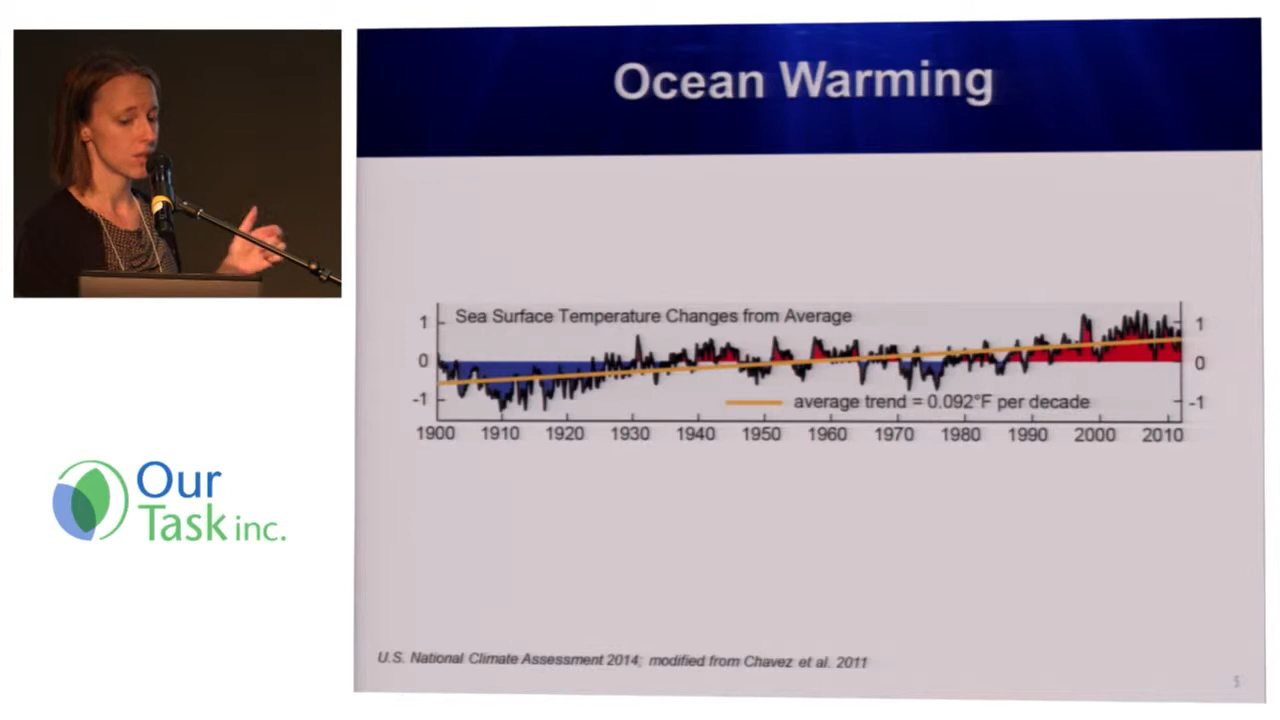 Ocean Warming
Sea Surface Temperature Changes from Average
1
0
-1
1
0
-1
average trend = 0.092°F per decade
1900 1910 1920 1930 1940 1950 1960 1970 1980 1990 2000 2010
Our
Task inc.
U.S. National Climate Assessment 2014; modified from Chavez et al. 2011
5